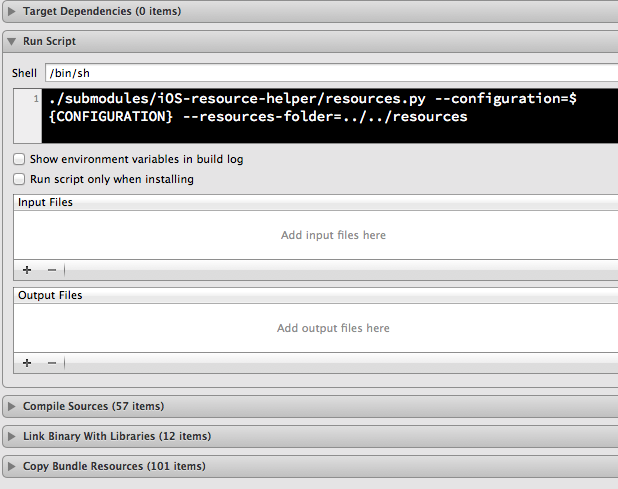 Target Dependencies (0 items)
Run Script
Shell /bin/sh
1 ./submodules/iOS-resource-helper/resources.py --configuration=$
{CONFIGURATION} --resources-folder=../../resources
Show environment variables in build log
Run script only when installing
Input Files
Add input files here
+ −
Output Files
Add output files here
+ −
Compile Sources (57 items)
Link Binary With Libraries (12 items)
Copy Bundle Resources (101 items)